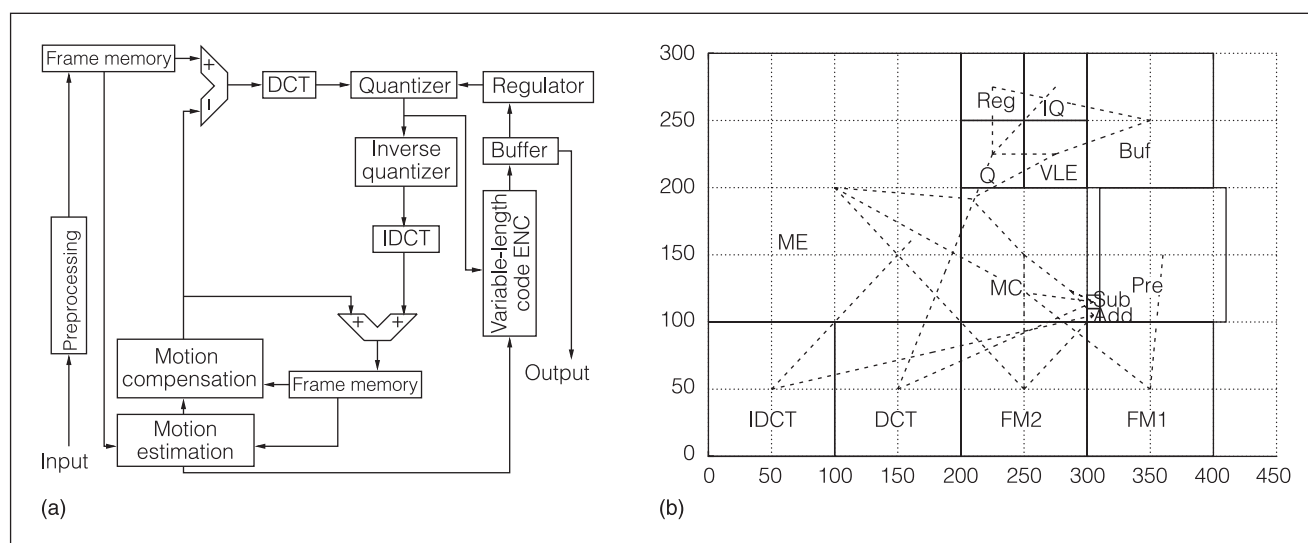 Frame memory
+
−
DCT
Quantizer
Regulator
Inverse
quantizer
Buffer
IDCT
Variable-length
code ENC
Preprocessing
+ +
Motion
compensation
Frame memory
Output
Motion
estimation
Input
(a)
300
250
200
150
100
50
0
Reg
IQ
Buf
Q
VLE
ME
MC
Pre
Sub
Add
IDCT
DCT
FM2
FM1
0 50 100 150 200 250 300 350 400 450
(b)